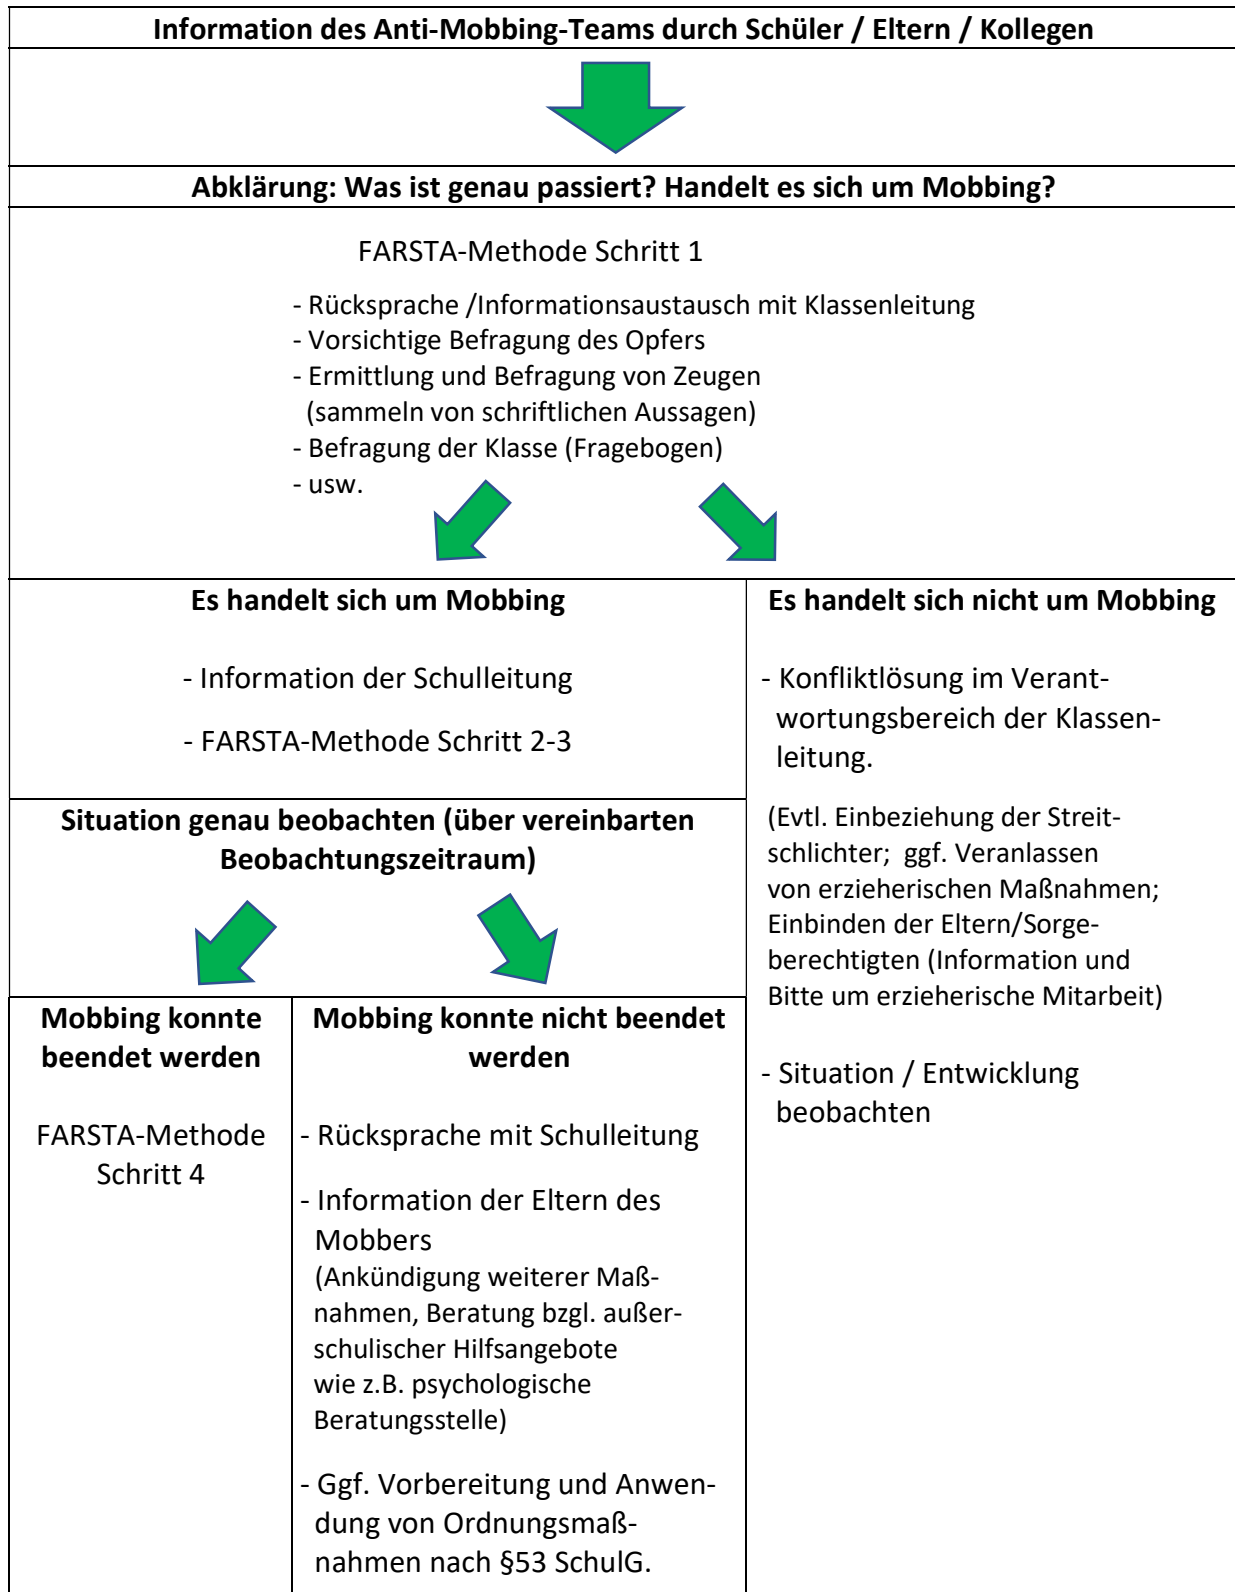 Information des Anti-Mobbing-Teams durch Schüler / Eltern / Kollegen
Abklärung: Was ist genau passiert? Handelt es sich um Mobbing?
FARSTA-Methode Schritt 1
- Rücksprache /Informationsaustausch mit Klassenleitung
- Vorsichtige Befragung des Opfers
- Ermittlung und Befragung von Zeugen
(sammeln von schriftlichen Aussagen)
- Befragung der Klasse (Fragebogen)
- usw.
Es handelt sich um Mobbing
- Information der Schulleitung
- FARSTA-Methode Schritt 2-3
Situation genau beobachten (über vereinbarten
Beobachtungszeitraum)
Mobbing konnte
beendet werden
FARSTA-Methode
Schritt 4
Mobbing konnte nicht beendet
werden
- Rücksprache mit Schulleitung
- Information der Eltern des
Mobbers
(Ankündigung weiterer Maß-
nahmen, Beratung bzgl. außer-
schulischer Hilfsangebote
wie z.B. psychologische
Beratungsstelle)
- Ggf. Vorbereitung und Anwen-
dung von Ordnungsmaß-
nahmen nach §53 SchulG.
Es handelt sich nicht um Mobbing
- Konfliktlösung im Verant-
wortungsbereich der Klassen-
leitung.
(Evtl. Einbeziehung der Streit-
schlichter; ggf. Veranlassen
von erzieherischen Maßnahmen;
Einbinden der Eltern/Sorge-
berechtigten (Information und
Bitte um erzieherische Mitarbeit)
- Situation / Entwicklung
beobachten